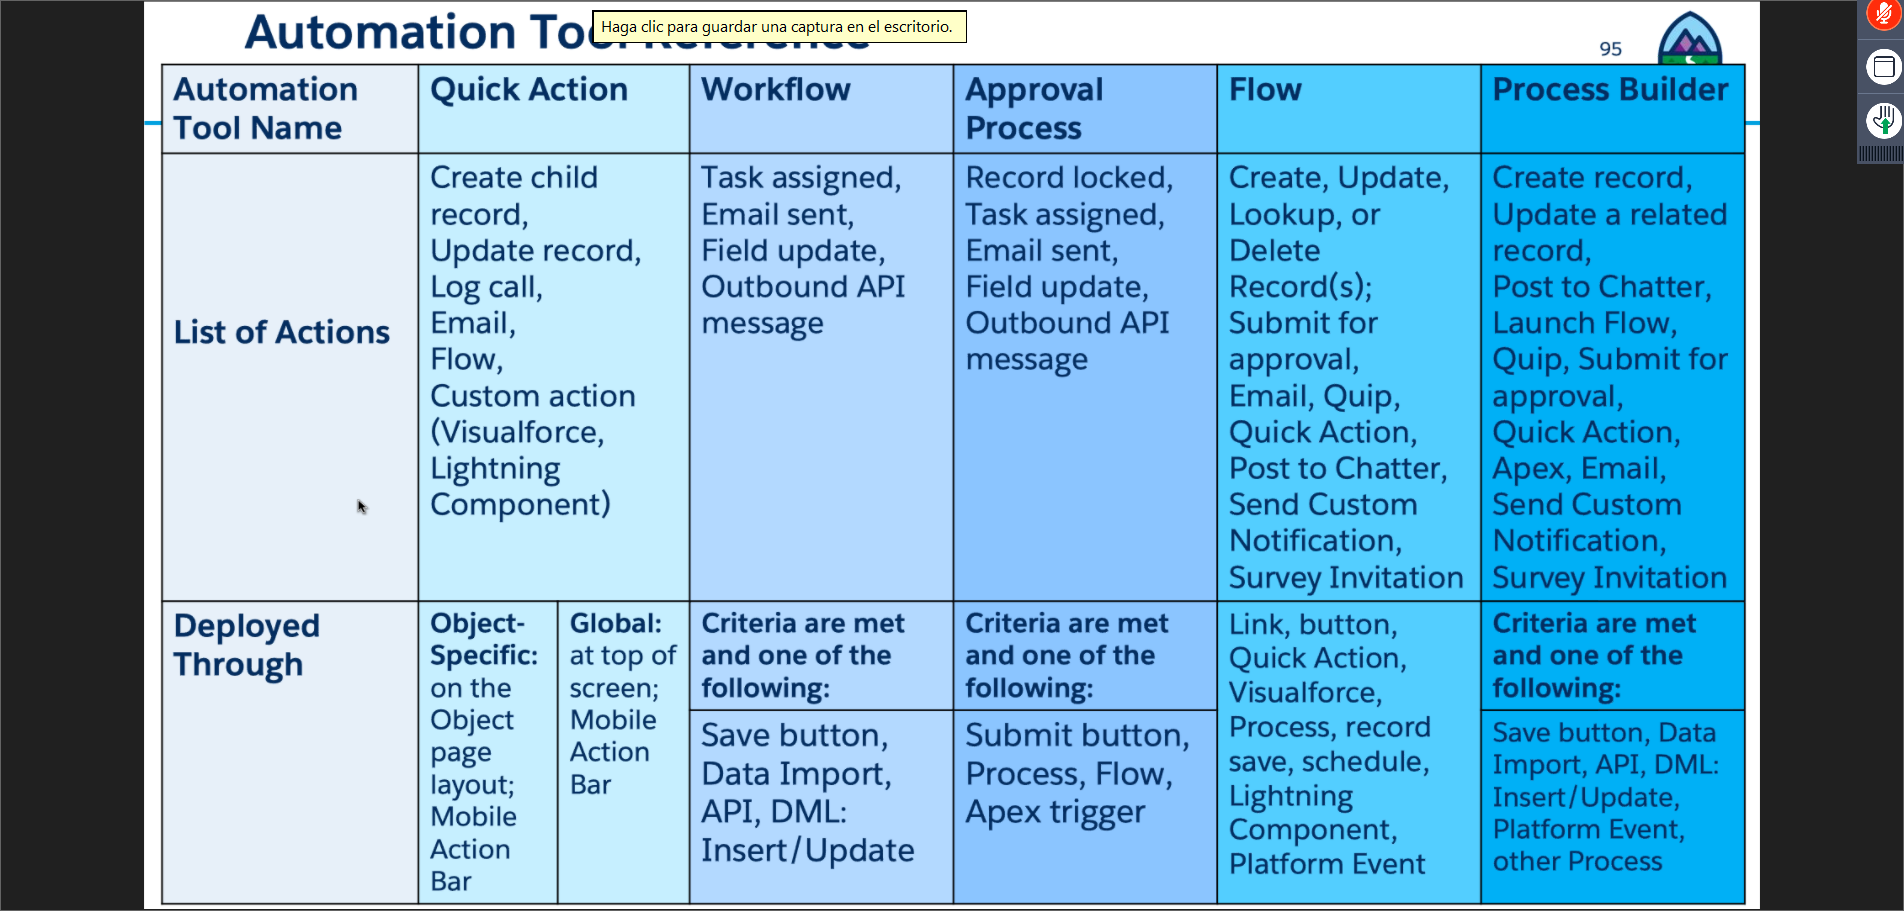 Automation To
Haga clic para guardar una captura en el escritorio.
95
Automation
Tool Name
Quick Action
Workflow
Approval
Process
Flow
Process Builder
List of Actions
Create child
record,
Update record,
Log call,
Email,
Flow,
Custom action
(Visualforce,
Lightning
Component)
Task assigned,
Email sent,
Field update,
Outbound API
message
Record locked,
Task assigned,
Email sent,
Field update,
Outbound API
message
Create, Update,
Lookup, or
Delete
Record(s);
Submit for
approval,
Email, Quip,
Quick Action,
Post to Chatter,
Send Custom
Notification,
Survey Invitation
Create record,
Update a related
record,
Post to Chatter,
Launch Flow,
Quip, Submit for
approval,
Quick Action,
Apex, Email,
Send Custom
Notification,
Survey Invitation
Deployed
Through
Object-
Specific:
on the
Object
page
layout;
Mobile
Action
Bar
Global:
at top of
screen;
Mobile
Action
Bar
Criteria are met
and one of the
following:
Save button,
Data Import,
API, DML:
Insert/Update
Criteria are met
and one of the
following:
Submit button,
Process, Flow,
Apex trigger
Link, button,
Quick Action,
Visualforce,
Process, record
save, schedule,
Lightning
Component,
Platform Event
Criteria are met
and one of the
following:
Save button, Data
Import, API, DML:
Insert/Update,
Platform Event,
other Process